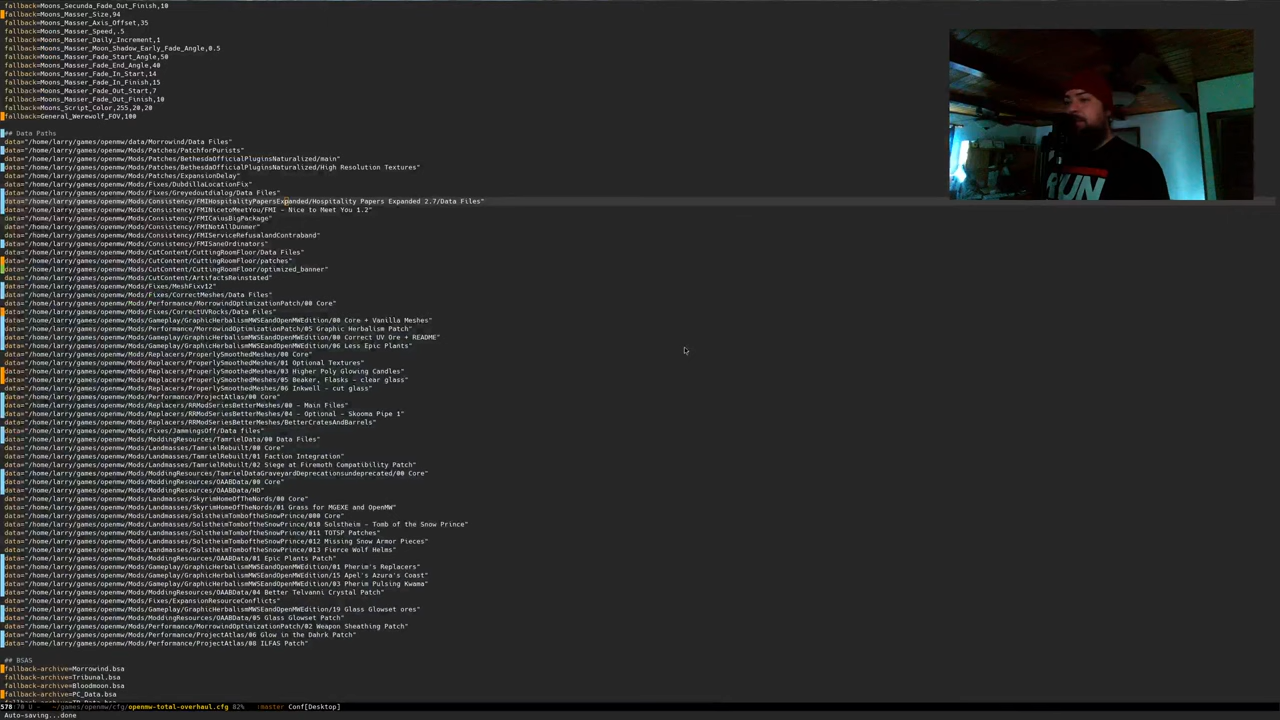 fallback=Moons_Secunda_Fade_Out_Finish,10
fallback=Moons_Masser_Size,94
fallback=Moons_Masser_Axis_Offset,35
fallback=Moons_Masser_Speed,.5
fallback=Moons_Masser_Daily_Increment,1
fallback=Moons_Masser_Moon_Shadow_Early_Fade_Angle,0.5
fallback=Moons_Masser_Fade_Start_Angle,50
fallback=Moons_Masser_Fade_End_Angle,40
fallback=Moons_Masser_Fade_In_Start,14
fallback=Moons_Masser_Fade_In_Finish,15
fallback=Moons_Masser_Fade_Out_Start,7
fallback=Moons_Masser_Fade_Out_Finish,10
fallback=Moons_Script_Color,255,20,20
fallback=General_Werewolf_FOV,100
## Data Paths
data="/home/larry/games/openmw/data/Morrowind/Data Files"
data="/home/larry/games/openmw/Mods/Patches/PatchforPurists"
data="/home/larry/games/openmw/Mods/Patches/BethesdaOfficialPluginsNaturalized/main"
data="/home/larry/games/openmw/Mods/Patches/BethesdaOfficialPluginsNaturalized/High Resolution Textures"
data="/home/larry/games/openmw/Mods/Patches/ExpansionDelay"
data="/home/larry/games/openmw/Mods/Fixes/DubdillaLocationFix"
data="/home/larry/games/openmw/Mods/Fixes/Greyedoutdialog/Data Files"
data="/home/larry/games/openmw/Mods/Consistency/FMIHospitalityPapersExpanded/Hospitality Papers Expanded 2.7/Data Files"
data="/home/larry/games/openmw/Mods/Consistency/FMINicetoMeetYou/FMI - Nice to Meet You 1.2"
data="/home/larry/games/openmw/Mods/Consistency/FMICaiusBigPackage"
data="/home/larry/games/openmw/Mods/Consistency/FMINotAllDunmer"
data="/home/larry/games/openmw/Mods/Consistency/FMIServiceRefusalandContraband"
data="/home/larry/games/openmw/Mods/Consistency/FMISaneOrdinators"
data="/home/larry/games/openmw/Mods/CutContent/CuttingRoomFloor/Data Files"
data="/home/larry/games/openmw/Mods/CutContent/CuttingRoomFloor/patches"
data="/home/larry/games/openmw/Mods/CutContent/CuttingRoomFloor/optimized_banner"
data="/home/larry/games/openmw/Mods/CutContent/ArtifactsReinstated"
data="/home/larry/games/openmw/Mods/Fixes/MeshFixv12"
data="/home/larry/games/openmw/Mods/Fixes/CorrectMeshes/Data Files"
data="/home/larry/games/openmw/Mods/Performance/MorrowindOptimizationPatch/00 Core"
data="/home/larry/games/openmw/Mods/Fixes/CorrectUVRocks/Data Files"
data="/home/larry/games/openmw/Mods/Gameplay/GraphicHerbalismMWSEandOpenMWEdition/00 Core + Vanilla Meshes"
data="/home/larry/games/openmw/Mods/Performance/MorrowindOptimizationPatch/05 Graphic Herbalism Patch"
data="/home/larry/games/openmw/Mods/Gameplay/GraphicHerbalismMWSEandOpenMWEdition/00 Correct UV Ore + README"
data="/home/larry/games/openmw/Mods/Gameplay/GraphicHerbalismMWSEandOpenMWEdition/06 Less Epic Plants"
data="/home/larry/games/openmw/Mods/Replacers/ProperlySmoothedMeshes/00 Core"
data="/home/larry/games/openmw/Mods/Replacers/ProperlySmoothedMeshes/01 Optional Textures"
data="/home/larry/games/openmw/Mods/Replacers/ProperlySmoothedMeshes/03 Higher Poly Glowing Candles"
data="/home/larry/games/openmw/Mods/Replacers/ProperlySmoothedMeshes/05 Beaker, Flasks - clear glass"
data="/home/larry/games/openmw/Mods/Replacers/ProperlySmoothedMeshes/06 Inkwell - cut glass"
data="/home/larry/games/openmw/Mods/Performance/ProjectAtlas/00 Core"
data="/home/larry/games/openmw/Mods/Replacers/RRModSeriesBetterMeshes/00 - Main Files"
data="/home/larry/games/openmw/Mods/Replacers/RRModSeriesBetterMeshes/04 - Optional - Skooma Pipe 1"
data="/home/larry/games/openmw/Mods/Replacers/RRModSeriesBetterMeshes/BetterCratesAndBarrels"
data="/home/larry/games/openmw/Mods/Fixes/JammingsOff/Data files"
data="/home/larry/games/openmw/Mods/ModdingResources/TamrielData/00 Data Files"
data="/home/larry/games/openmw/Mods/Landmasses/TamrielRebuilt/00 Core"
data="/home/larry/games/openmw/Mods/Landmasses/TamrielRebuilt/01 Faction Integration"
data="/home/larry/games/openmw/Mods/Landmasses/TamrielRebuilt/02 Siege at Firemoth Compatibility Patch"
data="/home/larry/games/openmw/Mods/ModdingResources/TamrielDataGraveyardDeprecationsundeprecated/00 Core"
data="/home/larry/games/openmw/Mods/ModdingResources/OAABData/00 Core"
data="/home/larry/games/openmw/Mods/ModdingResources/OAABData/HD"
data="/home/larry/games/openmw/Mods/Landmasses/SkyrimHomeOfTheNords/00 Core"
data="/home/larry/games/openmw/Mods/Landmasses/SkyrimHomeOfTheNords/01 Grass for MGEXE and OpenMW"
data="/home/larry/games/openmw/Mods/Landmasses/SolstheimTomboftheSnowPrince/000 Core"
data="/home/larry/games/openmw/Mods/Landmasses/SolstheimTomboftheSnowPrince/010 Solstheim - Tomb of the Snow Prince"
data="/home/larry/games/openmw/Mods/Landmasses/SolstheimTomboftheSnowPrince/011 TOTSP Patches"
data="/home/larry/games/openmw/Mods/Landmasses/SolstheimTomboftheSnowPrince/012 Missing Snow Armor Pieces"
data="/home/larry/games/openmw/Mods/Landmasses/SolstheimTomboftheSnowPrince/013 Fierce Wolf Helms"
data="/home/larry/games/openmw/Mods/ModdingResources/OAABData/01 Epic Plants Patch"
data="/home/larry/games/openmw/Mods/Gameplay/GraphicHerbalismMWSEandOpenMWEdition/01 Pherim's Replacers"
data="/home/larry/games/openmw/Mods/Gameplay/GraphicHerbalismMWSEandOpenMWEdition/15 Apel's Azura's Coast"
data="/home/larry/games/openmw/Mods/Gameplay/GraphicHerbalismMWSEandOpenMWEdition/03 Pherim Pulsing Kwama"
data="/home/larry/games/openmw/Mods/ModdingResources/OAABData/04 Better Telvanni Crystal Patch"
data="/home/larry/games/openmw/Mods/Fixes/ExpansionResourceConflicts"
data="/home/larry/games/openmw/Mods/Gameplay/GraphicHerbalismMWSEandOpenMWEdition/19 Glass Glowset ores"
data="/home/larry/games/openmw/Mods/ModdingResources/OAABData/05 Glass Glowset Patch"
data="/home/larry/games/openmw/Mods/Performance/MorrowindOptimizationPatch/02 Weapon Sheathing Patch"
data="/home/larry/games/openmw/Mods/Performance/ProjectAtlas/06 Glow in the Dahrk Patch"
data="/home/larry/games/openmw/Mods/Performance/ProjectAtlas/08 ILFAS Patch"
## BSAS
fallback-archive=Morrowind.bsa
fallback-archive=Tribunal.bsa
fallback-archive=Bloodmoon.bsa
fallback-archive=PC_Data.bsa
578:70 U - ~/games/openmw/cfg/openmw-total-overhaul.cfg 82% :master Conf[Desktop]
Auto-saving...done
RUN